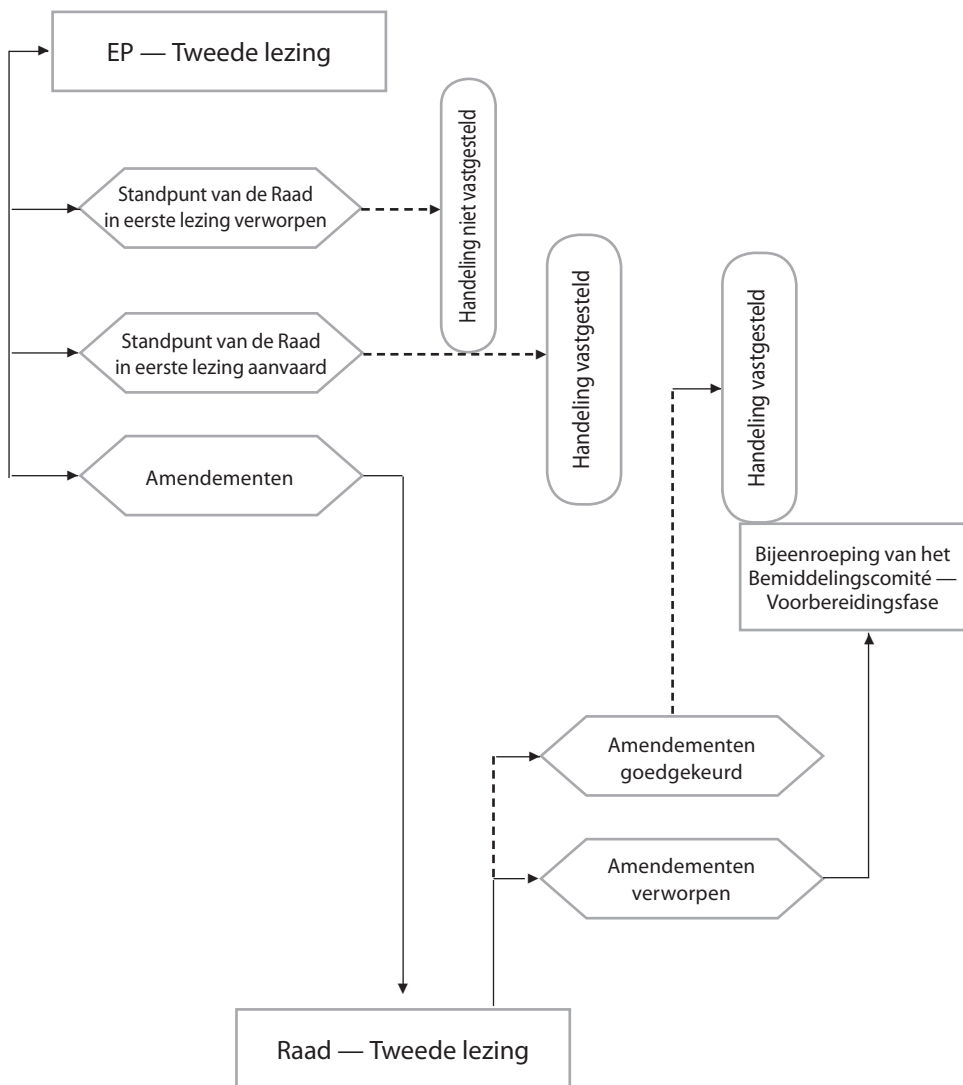 EP — Tweede lezing
Standpunt van de Raad
in eerste lezing verworpen
Handeling niet vastgesteld
Standpunt van de Raad
in eerste lezing aanvaard
Handeling vastgesteld
Handeling vastgesteld
Amendementen
Bijeenroeping van het
Bemiddelingscomité —
Voorbereidingsfase
Amendementen
goedgekeurd
Amendementen
verworpen
Raad — Tweede lezing